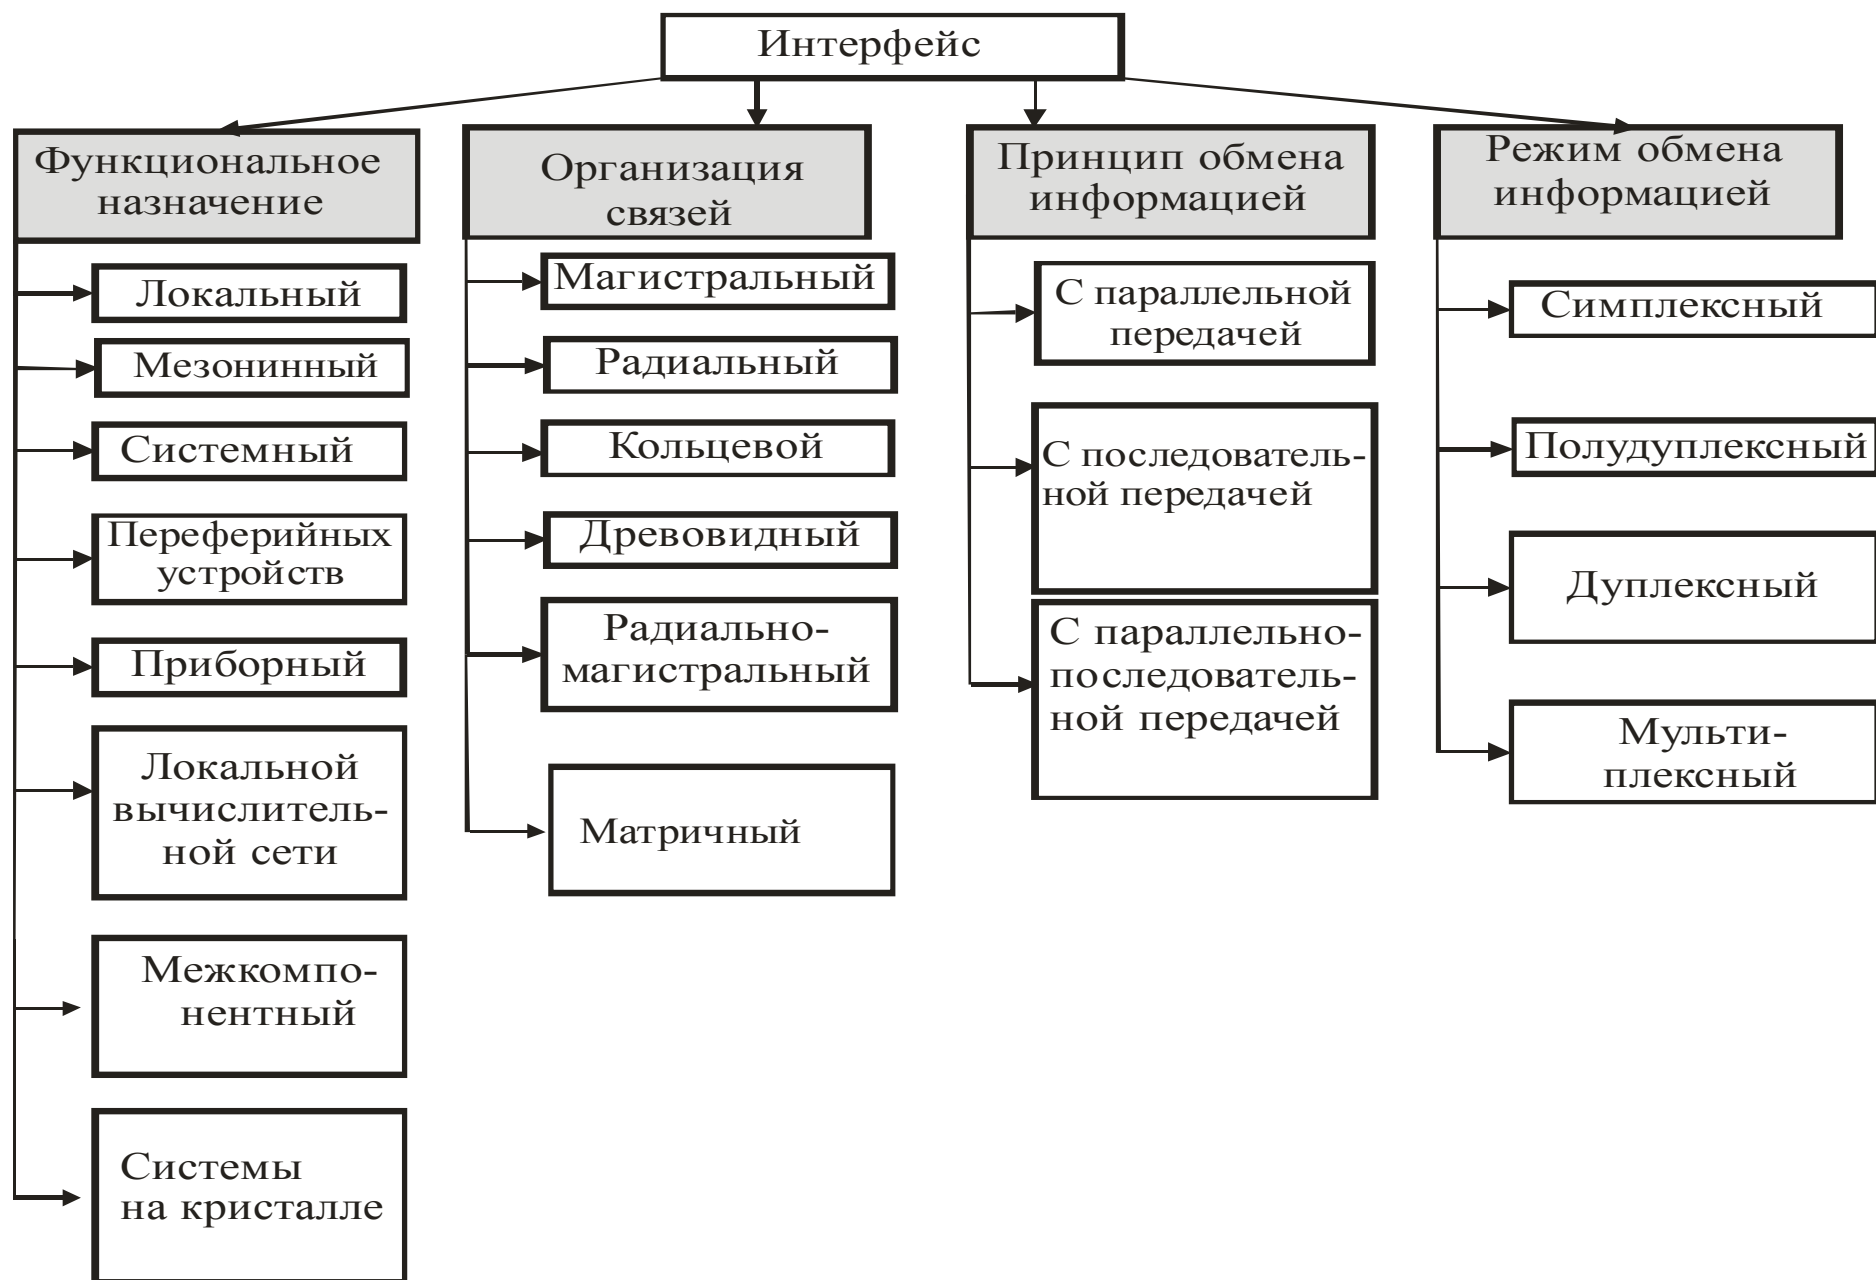 Интерфейс
Функциональное
назначение
Локальный
Мезонинный
Системный
Переферийных
устройств
Приборный
Локальной
вычислитель-
ной сети
Межкомпо-
нентный
Системы
на кристалле
Организация
связей
Магистральный
Радиальный
Кольцевой
Древовидный
Радиально-
магистральный
Матричный
Принцип обмена
информацией
С параллельной
передачей
С последователь-
ной передачей
С параллельно-
последователь-
ной передачей
Режим обмена
информацией
Симплексный
Полудуплексный
Дуплексный
Мульти-
плексный